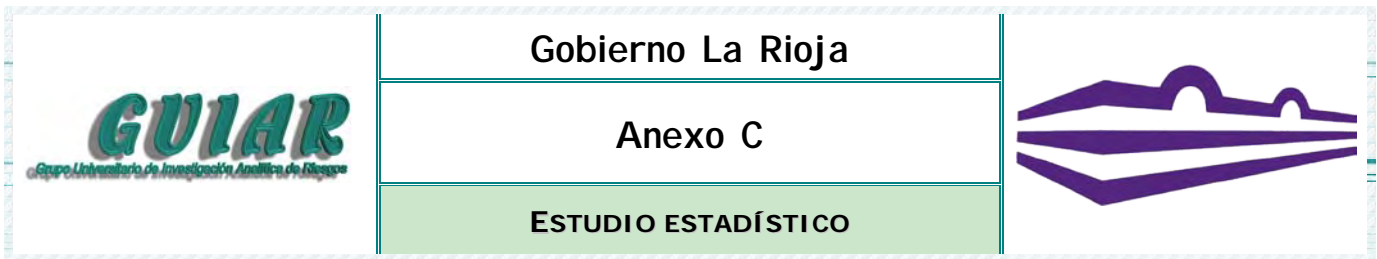 GUIAR
Grupo Universitario de Investigación Analítica de Riesgos
Gobierno La Rioja
Anexo C
ESTUDIO ESTADÍSTICO